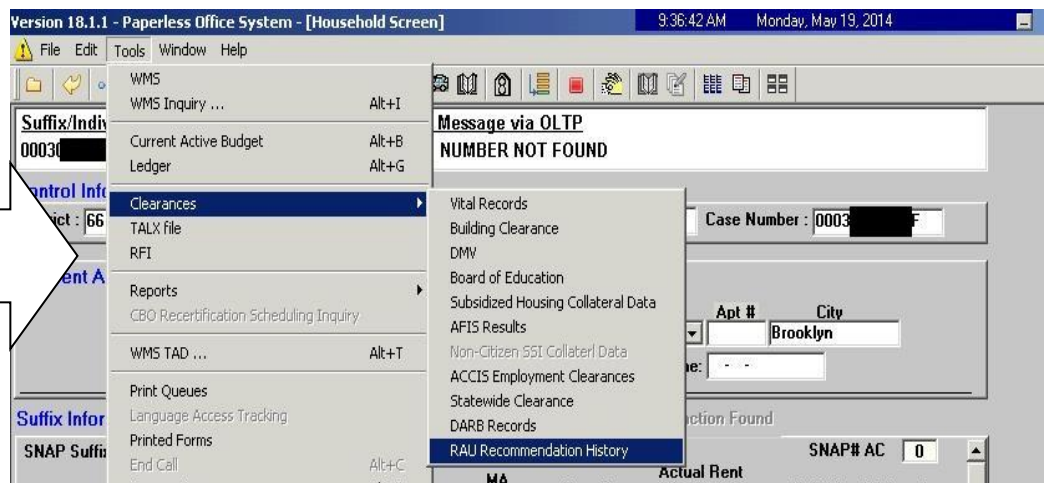 Version 18.1.1 - Paperless Office System - [Household Screen] 9:36:42 AM Monday, May 19, 2014
File Edit Tools Window Help
WMS
WMS Inquiry ... Alt+I
Current Active Budget Alt+B
Ledger Alt+G
Clearances
TALX file
RFI
Reports
CBO Recertification Scheduling Inquiry
WMS TAD ... Alt+T
Print Queues
Language Access Tracking
Printed Forms
End Call Alt+C
Vital Records
Building Clearance
DMV
Board of Education
Subsidized Housing Collateral Data
AFIS Results
Non-Citizen SSI Collaterl Data
ACCIS Employment Clearances
Statewide Clearance
DARB Records
RAU Recommendation History
Suffix/Indiv Message via OLTP
0003 NUMBER NOT FOUND
ontrol Info
ict : 66 Case Number : 0003 F
ent A
Apt # City
Brooklyn
ne: - -
Suffix Infor ction Found
SNAP Suffix SNAP# AC 0
MA Actual Rent